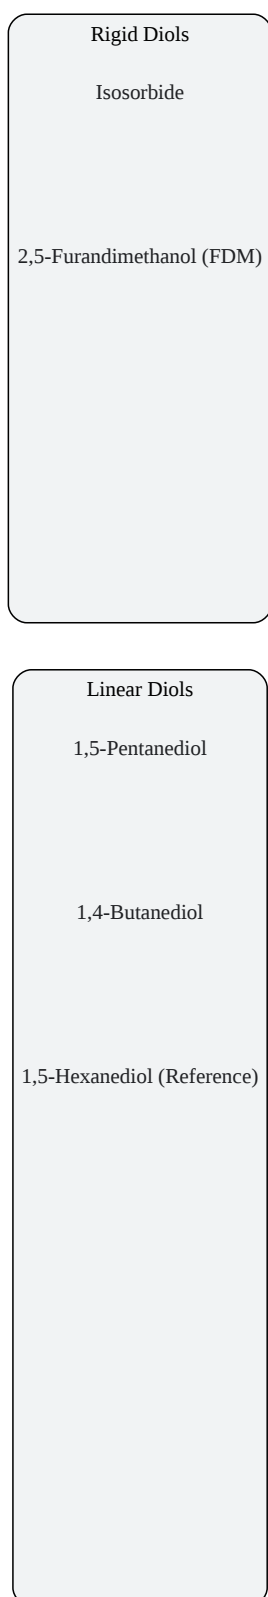 Rigid Diols
Isosorbide
2,5-Furandimethanol (FDM)
Linear Diols
1,5-Pentanediol
1,4-Butanediol
1,5-Hexanediol (Reference)